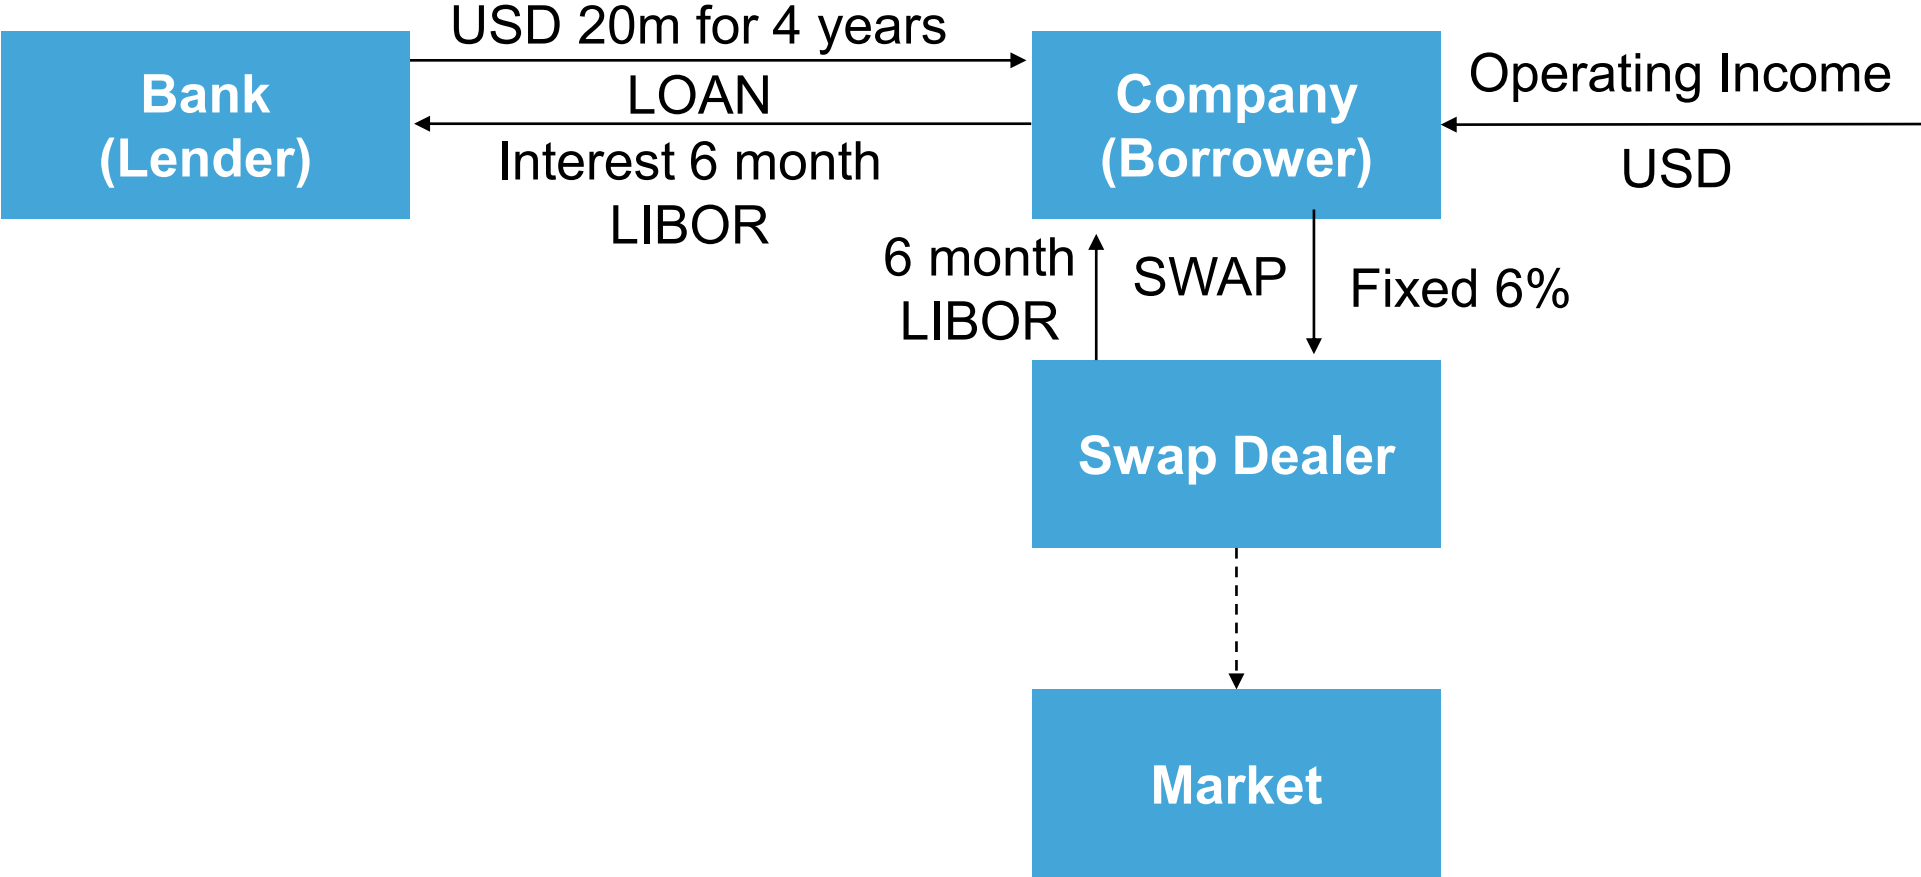 USD 20m for 4 years
Bank
(Lender)
LOAN
Interest 6 month
LIBOR
Company
(Borrower)
Operating Income
USD
6 month
LIBOR
SWAP
Fixed 6%
Swap Dealer
Market